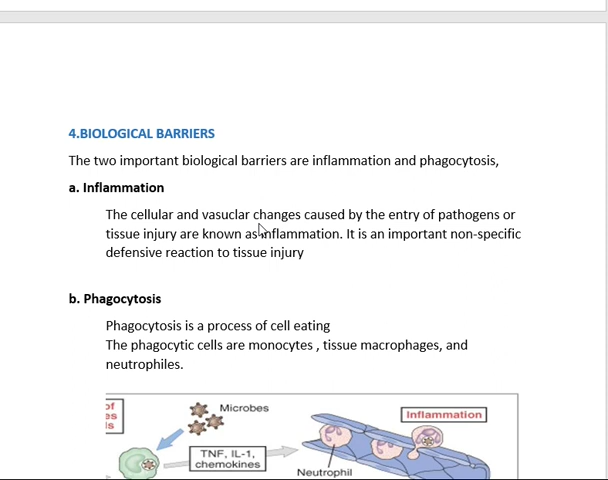 4.BIOLOGICAL BARRIERS
The two important biological barriers are inflammation and phagocytosis,
a. Inflammation
The cellular and vasuclar changes caused by the entry of pathogens or
tissue injury are known as inflammation. It is an important non-specific
defensive reaction to tissue injury
b. Phagocytosis
Phagocytosis is a process of cell eating
The phagocytic cells are monocytes , tissue macrophages, and
neutrophiles.
of
es
ls
Microbes
TNF, IL-1,
chemokines
Inflammation
Neutrophil